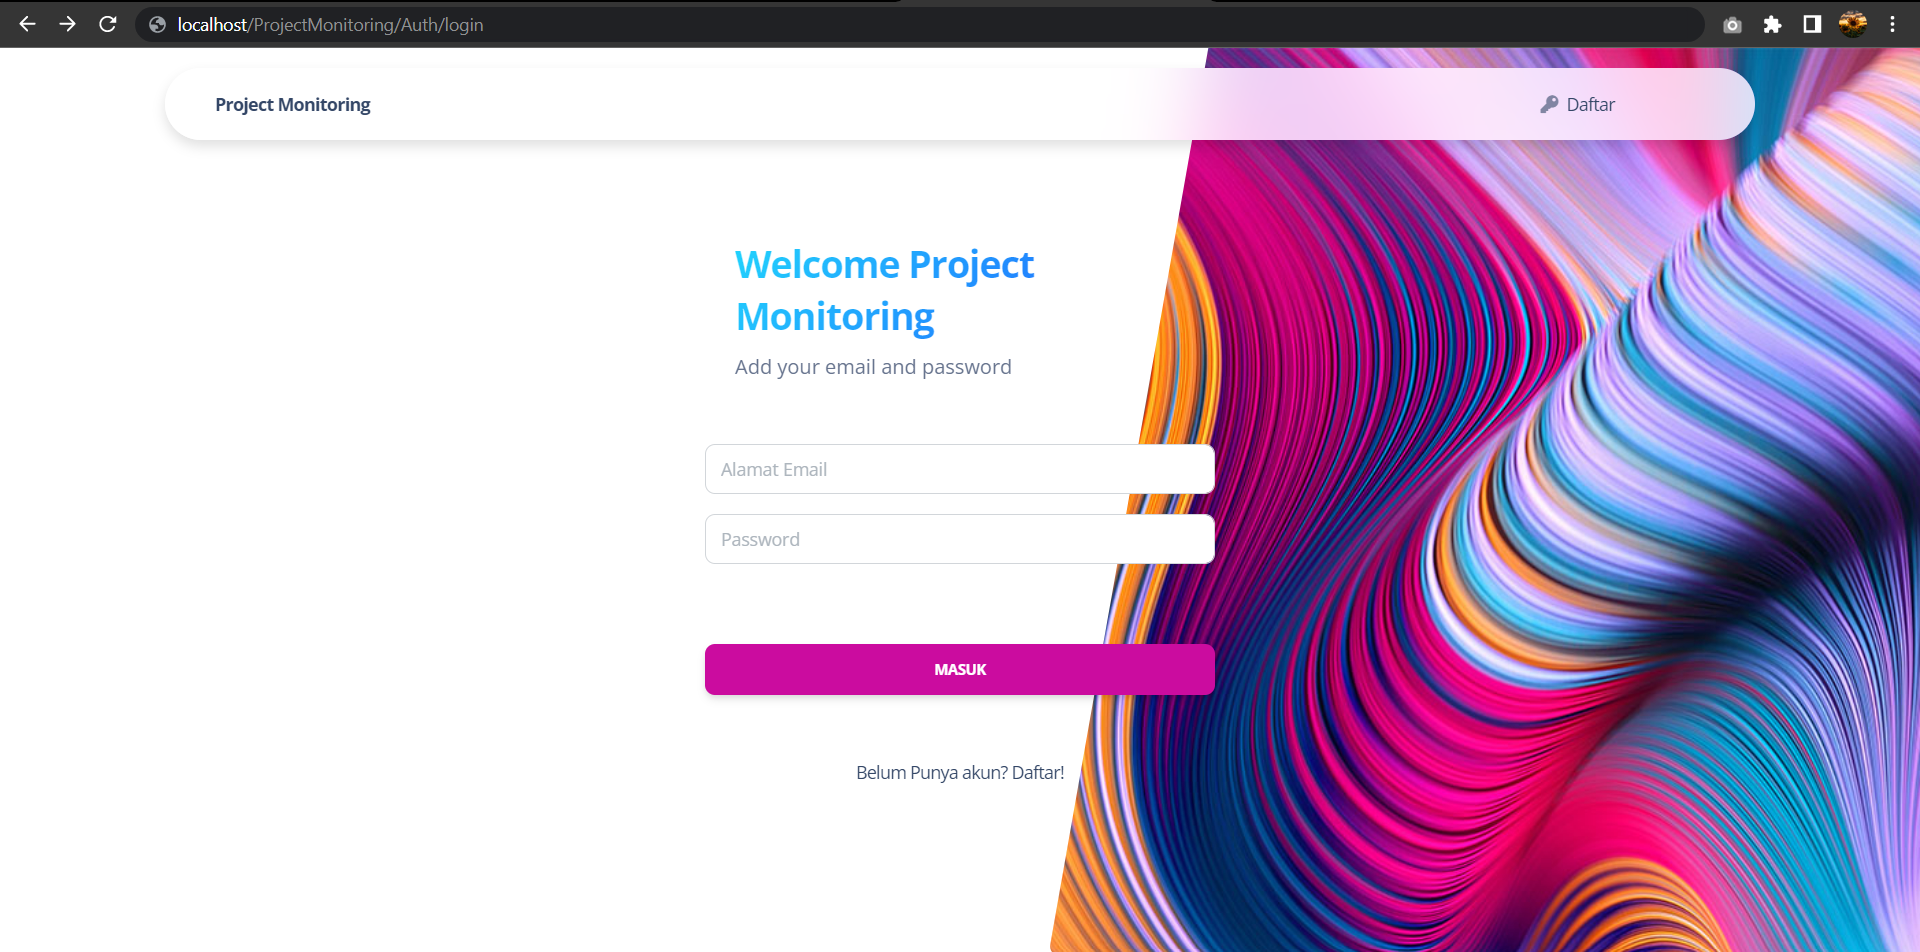 localhost/ProjectMonitoring/Auth/login
Project Monitoring
Daftar
Welcome Project
Monitoring
Add your email and password
Alamat Email
Password
MASUK
Belum Punya akun? Daftar!